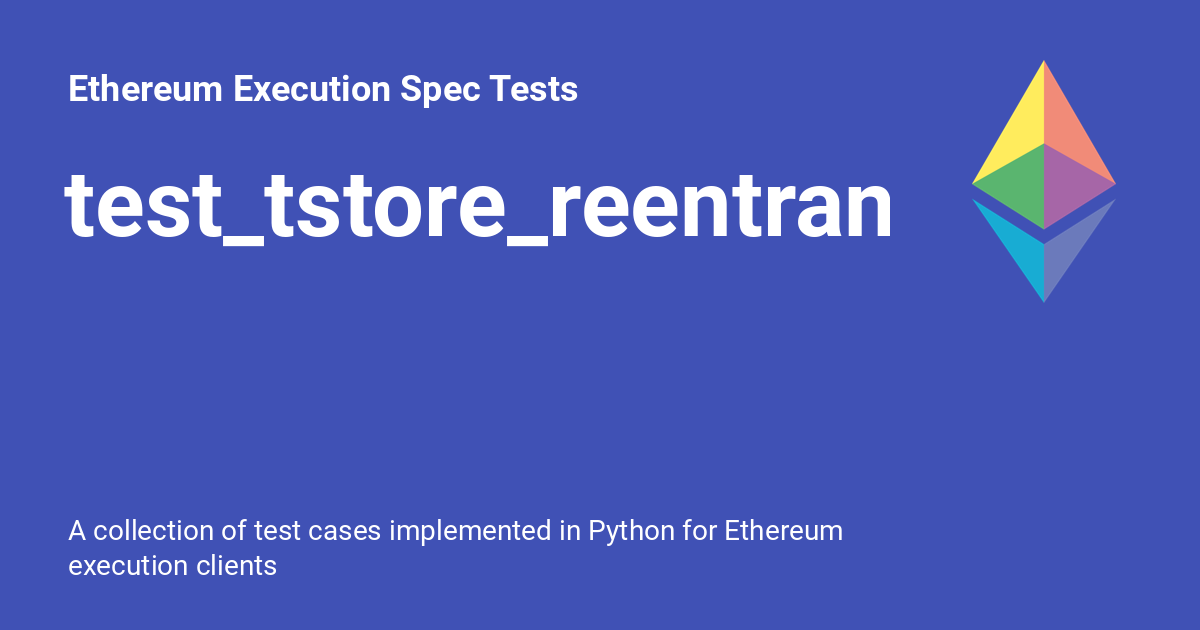 Ethereum Execution Spec Tests
test_tstore_reentran
A collection of test cases implemented in Python for Ethereum
execution clients